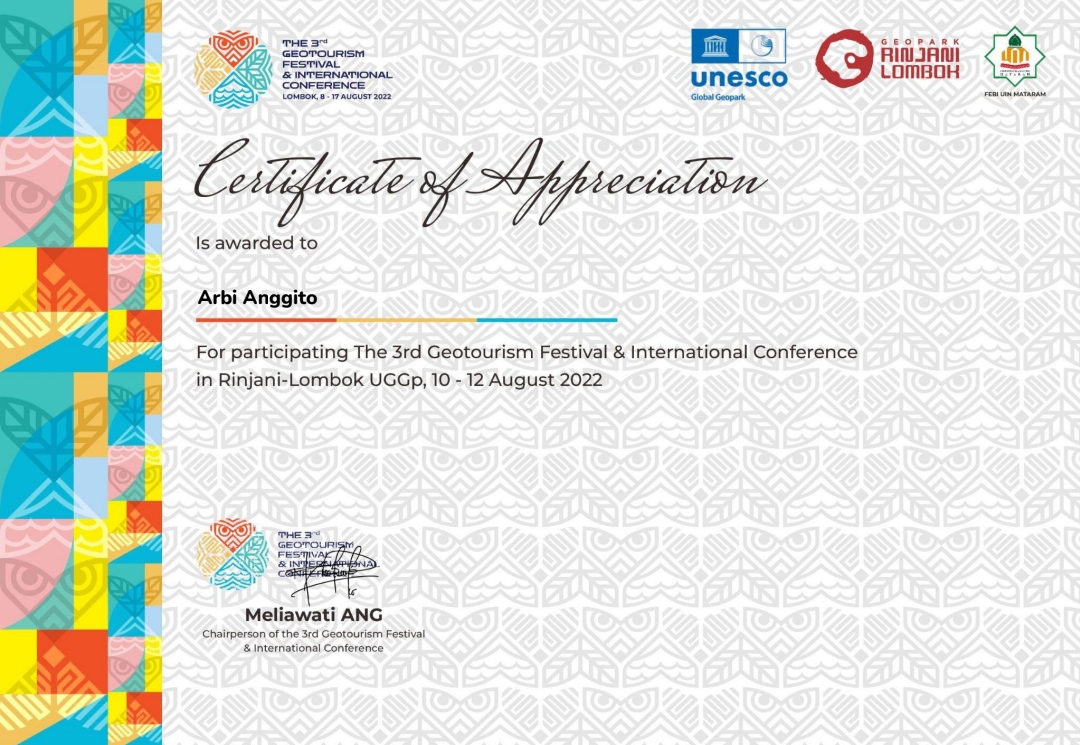 THE 3rd
GEOTOURISM
FESTIVAL
& INTERNATIONAL
CONFERENCE
LOMBOK, 8 - 17 AUGUST 2022
unesco
Global Geopark
GEOPARK
RINJANI
LOMBOK
MATARAM
FEBI UIN MATARAM
Certificate of Appreciation
Is awarded to
Arbi Anggito
For participating The 3rd Geotourism Festival & International Conference
in Rinjani-Lombok UGGp, 10 - 12 August 2022
THE 3rd
GEOTOURISM
FESTIVAL
& INTERNATIONAL
CONFERENCE
Meliawati ANG
Chairperson of the 3rd Geotourism Festival
& International Conference